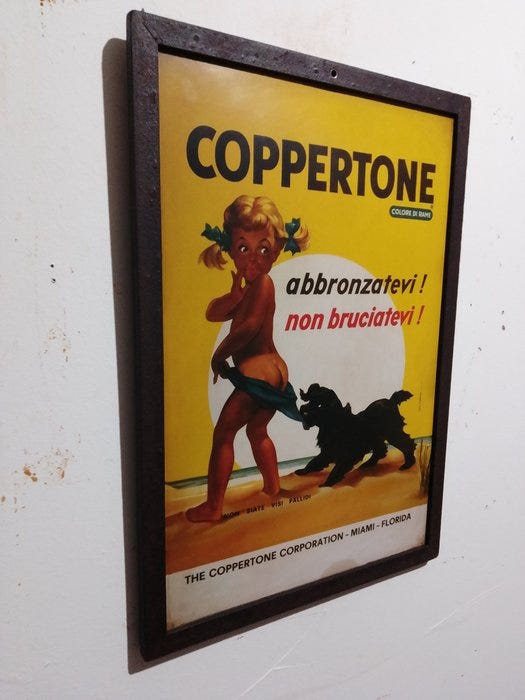 COPPERTONE
COLORE DI RAME
abbronzatevi !
non bruciatevi !
NON SIATE VISI PALLIDI
THE COPPERTONE CORPORATION - MIAMI - FLORIDA